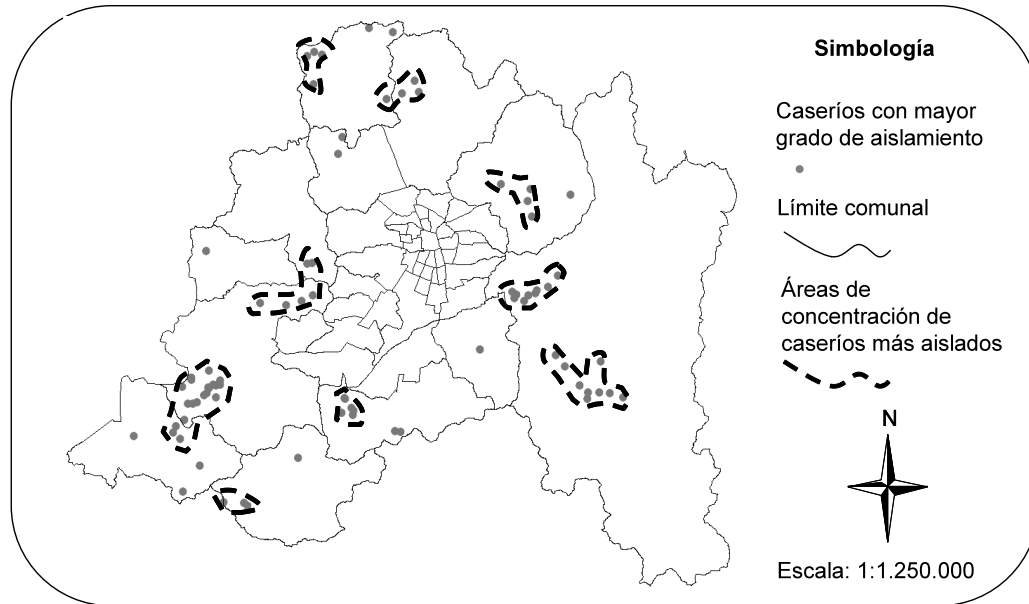 Simbología
Caseríos con mayor
grado de aislamiento
Límite comunal
Áreas de
concentración de
caseríos más aislados
N
Escala: 1:1.250.000